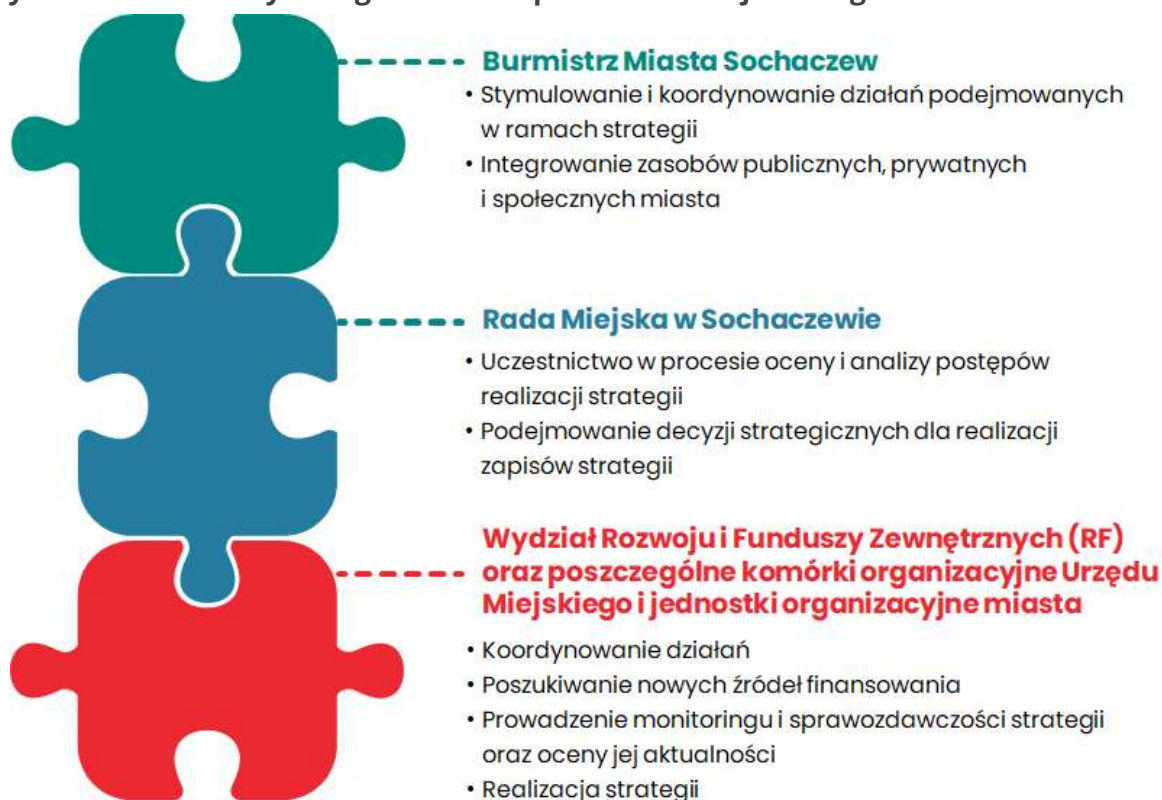 Burmistrz Miasta Sochaczew
• Stymulowanie i koordynowanie działań podejmowanych
w ramach strategii
• Integrowanie zasobów publicznych, prywatnych
i społecznych miasta
Rada Miejska w Sochaczewie
• Uczestnictwo w procesie oceny i analizy postępów
realizacji strategii
• Podejmowanie decyzji strategicznych dla realizacji
zapisów strategii
Wydział Rozwoju i Funduszy Zewnętrznych (RF)
oraz poszczególne komórki organizacyjne Urzędu
Miejskiego i jednostki organizacyjne miasta
• Koordynowanie działań
• Poszukiwanie nowych źródeł finansowania
• Prowadzenie monitoringu i sprawozdawczości strategii
oraz oceny jej aktualności
• Realizacja strategii